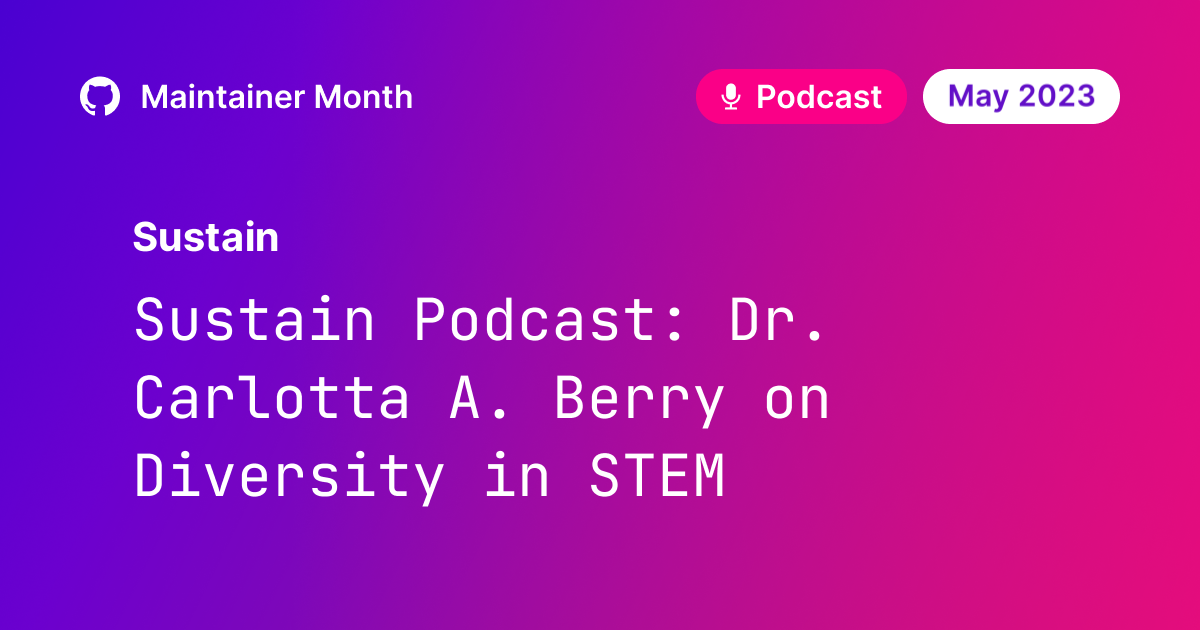 Maintainer Month
Podcast
May 2023
Sustain
Sustain Podcast: Dr.
Carlotta A. Berry on
Diversity in STEM